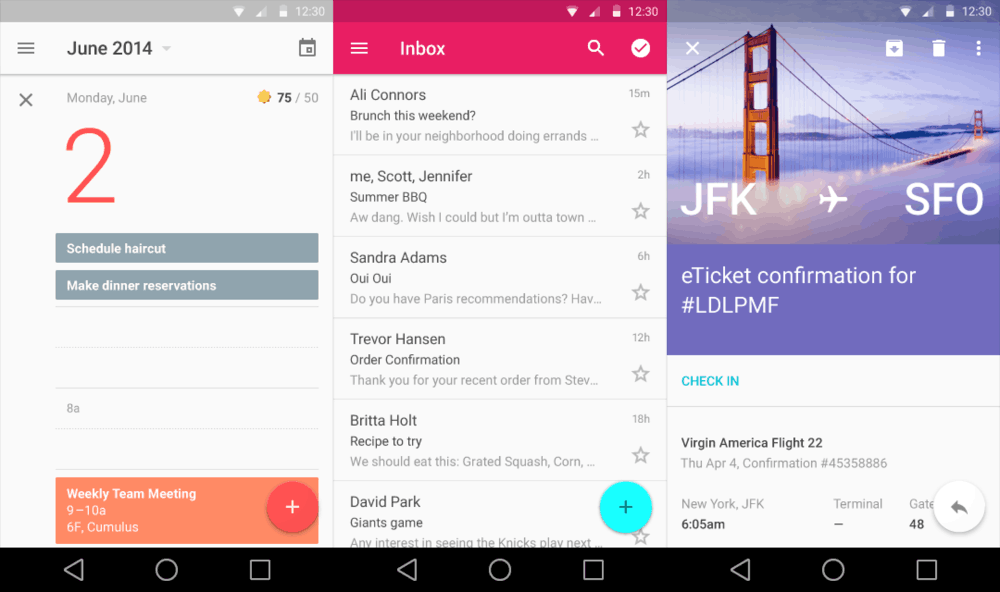 12:30
June 2014
Monday, June
75 / 50
2
Schedule haircut
Make dinner reservations
8a
Weekly Team Meeting
9–10a
6F, Cumulus
12:30
Inbox
Ali Connors
15m
Brunch this weekend?
I'll be in your neighborhood doing errands ...
me, Scott, Jennifer
2h
Summer BBQ
Aw dang. Wish I could but I'm outta town ...
Sandra Adams
6h
Oui Oui
Do you have Paris recommendations? Hav...
Trevor Hansen
12h
Order Confirmation
Thank you for your recent order from Stev...
Britta Holt
18h
Recipe to try
We should eat this: Grated Squash, Corn, ...
David Park
Giants game
Any interest in seeing the Knicks play next ...
12:30
JFK SFO
eTicket confirmation for
#LDLPMF
CHECK IN
Virgin America Flight 22
Thu Apr 4, Confirmation #45358886
New York, JFK Terminal Gate
6:05am – 48